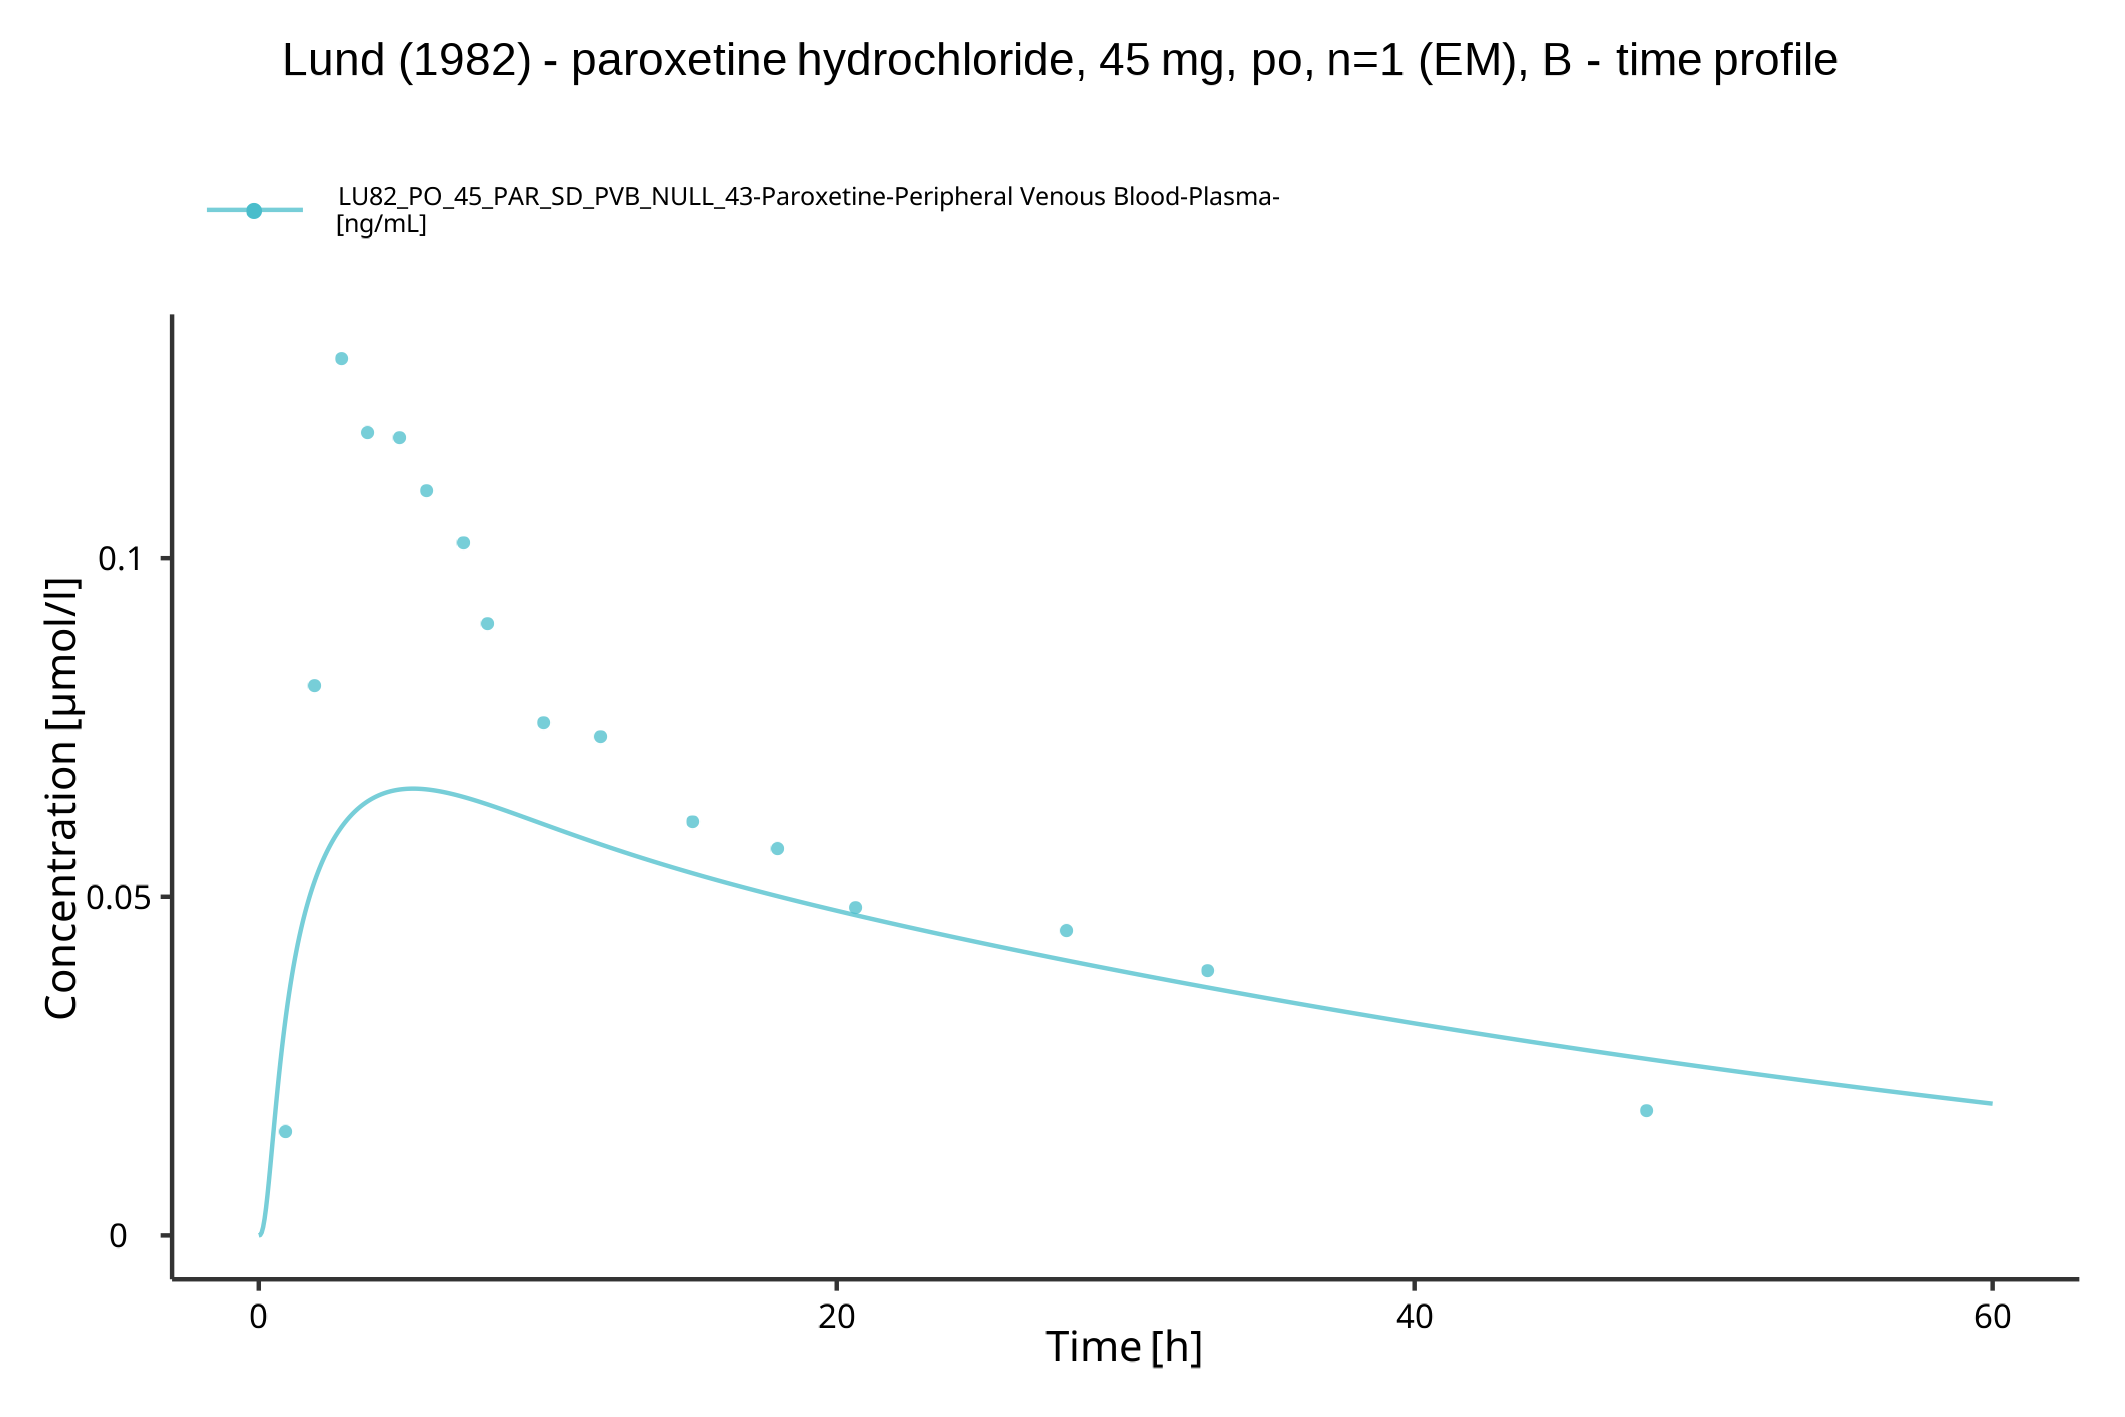 Lund (1982) - paroxetine hydrochloride, 45 mg, po, n=1 (EM), B - time profile
LU82_PO_45_PAR_SD_PVB_NULL_43-Paroxetine-Peripheral Venous Blood-Plasma-
[ng/mL]
Concentration [µmol/l]
0.1
0.05
0
0
20
40
60
Time [h]